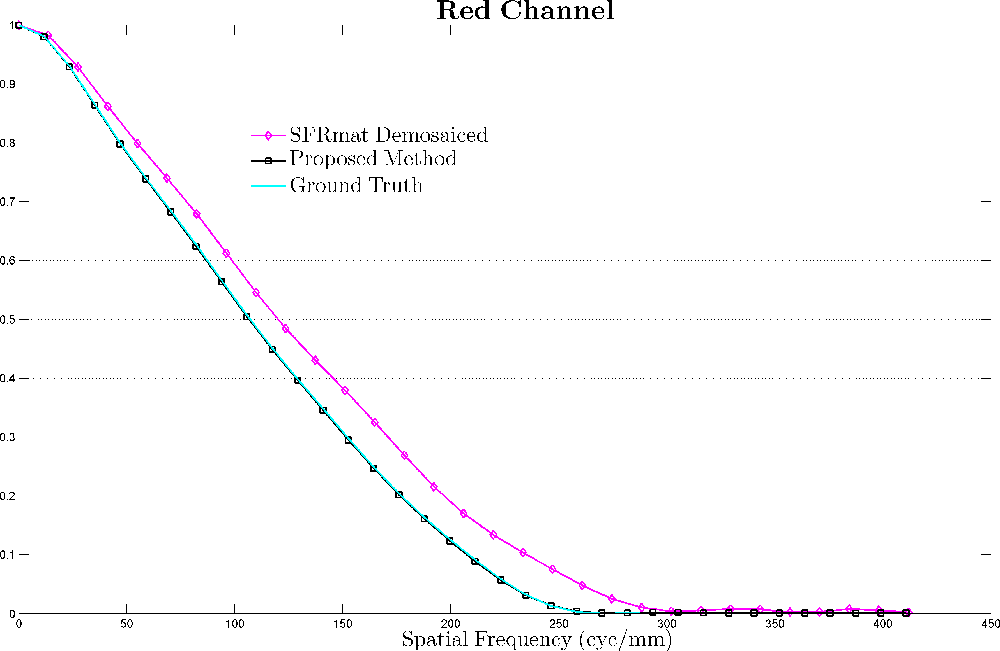 Red Channel
1
0.9
0.8
0.7
0.6
0.5
0.4
0.3
0.2
0.1
0
SFRmat Demosaiced
Proposed Method
Ground Truth
0 50 100 150 200 250 300 350 400 450
Spatial Frequency (cyc/mm)